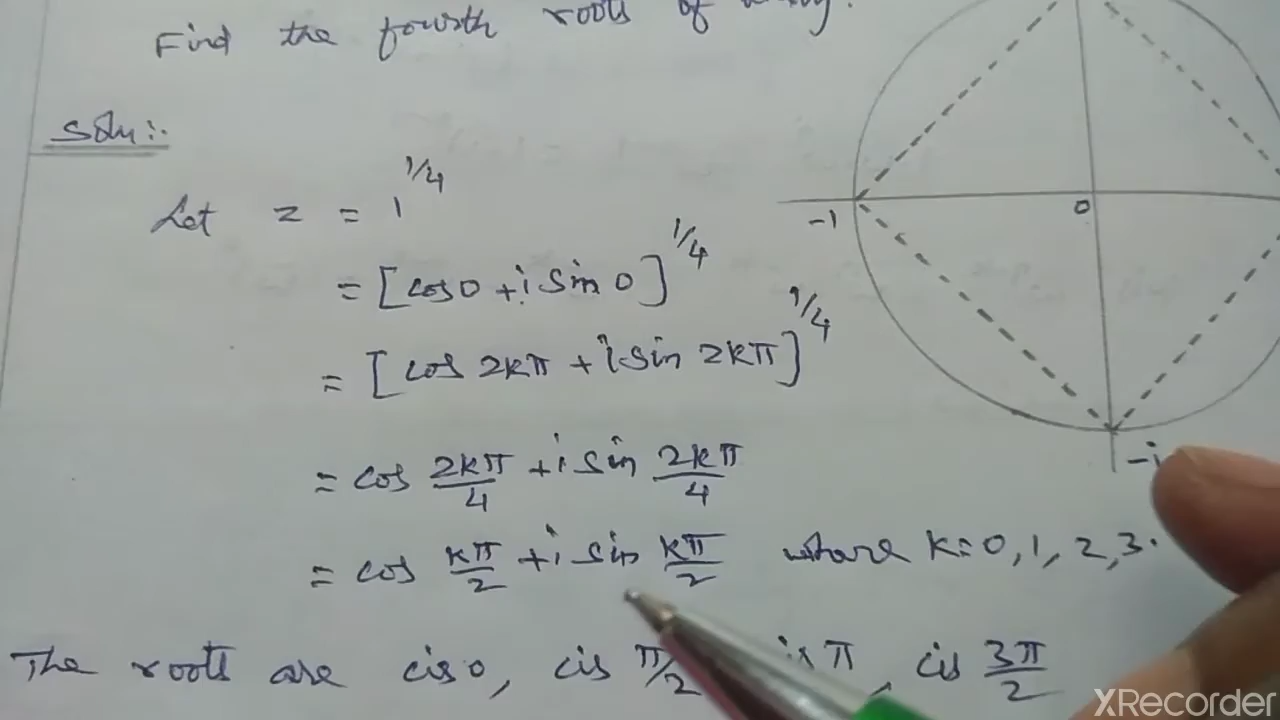 Find the fourth roots of
Soln:-
Let z = 1^{1/4}
= [cos 0 + i sin 0]^{1/4}
= [cos 2kπ + i sin 2kπ]^{1/4}
= cos 2kπ/4 + i sin 2kπ/4
= cos kπ/2 + i sin kπ/2 where k=0,1,2,3.
The roots are cis 0, cis π/2, is π, cis 3π/2
-1
0
-i
XRecorder